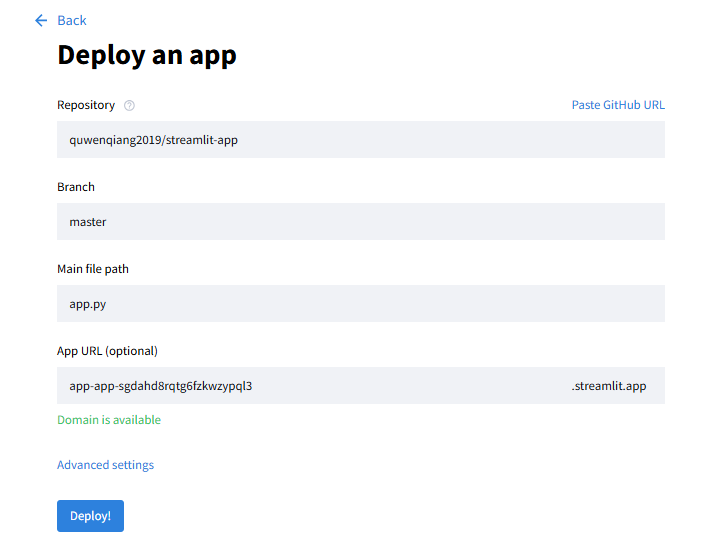 Back
Deploy an app
Repository Paste GitHub URL
quwenqiang2019/streamlit-app
Branch
master
Main file path
app.py
App URL (optional)
app-app-sgdahd8rqtg6fzkwzypql3 .streamlit.app
Domain is available
Advanced settings
Deploy!